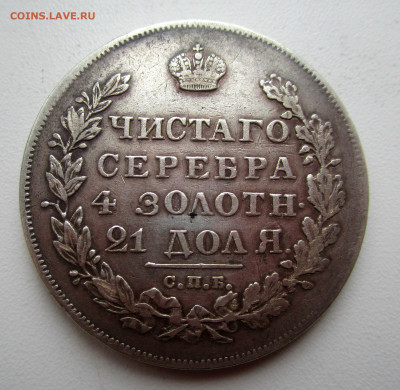 COINS.LAVE.RU
ЧИСТАГО
СЕРЕБРА
4 ЗОЛОТН·
21 ДОЛЯ
С.П.Б.